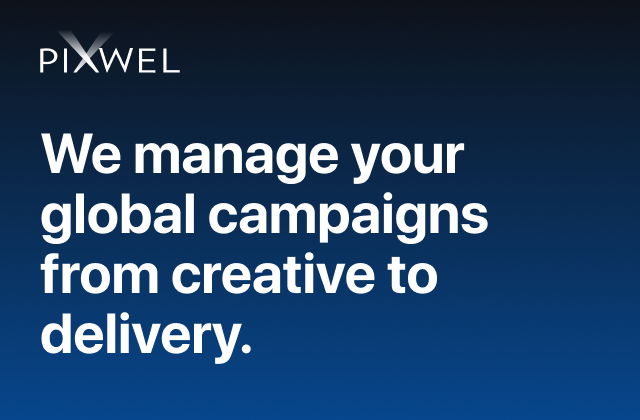 PIXWEL
We manage your
global campaigns
from creative to
delivery.